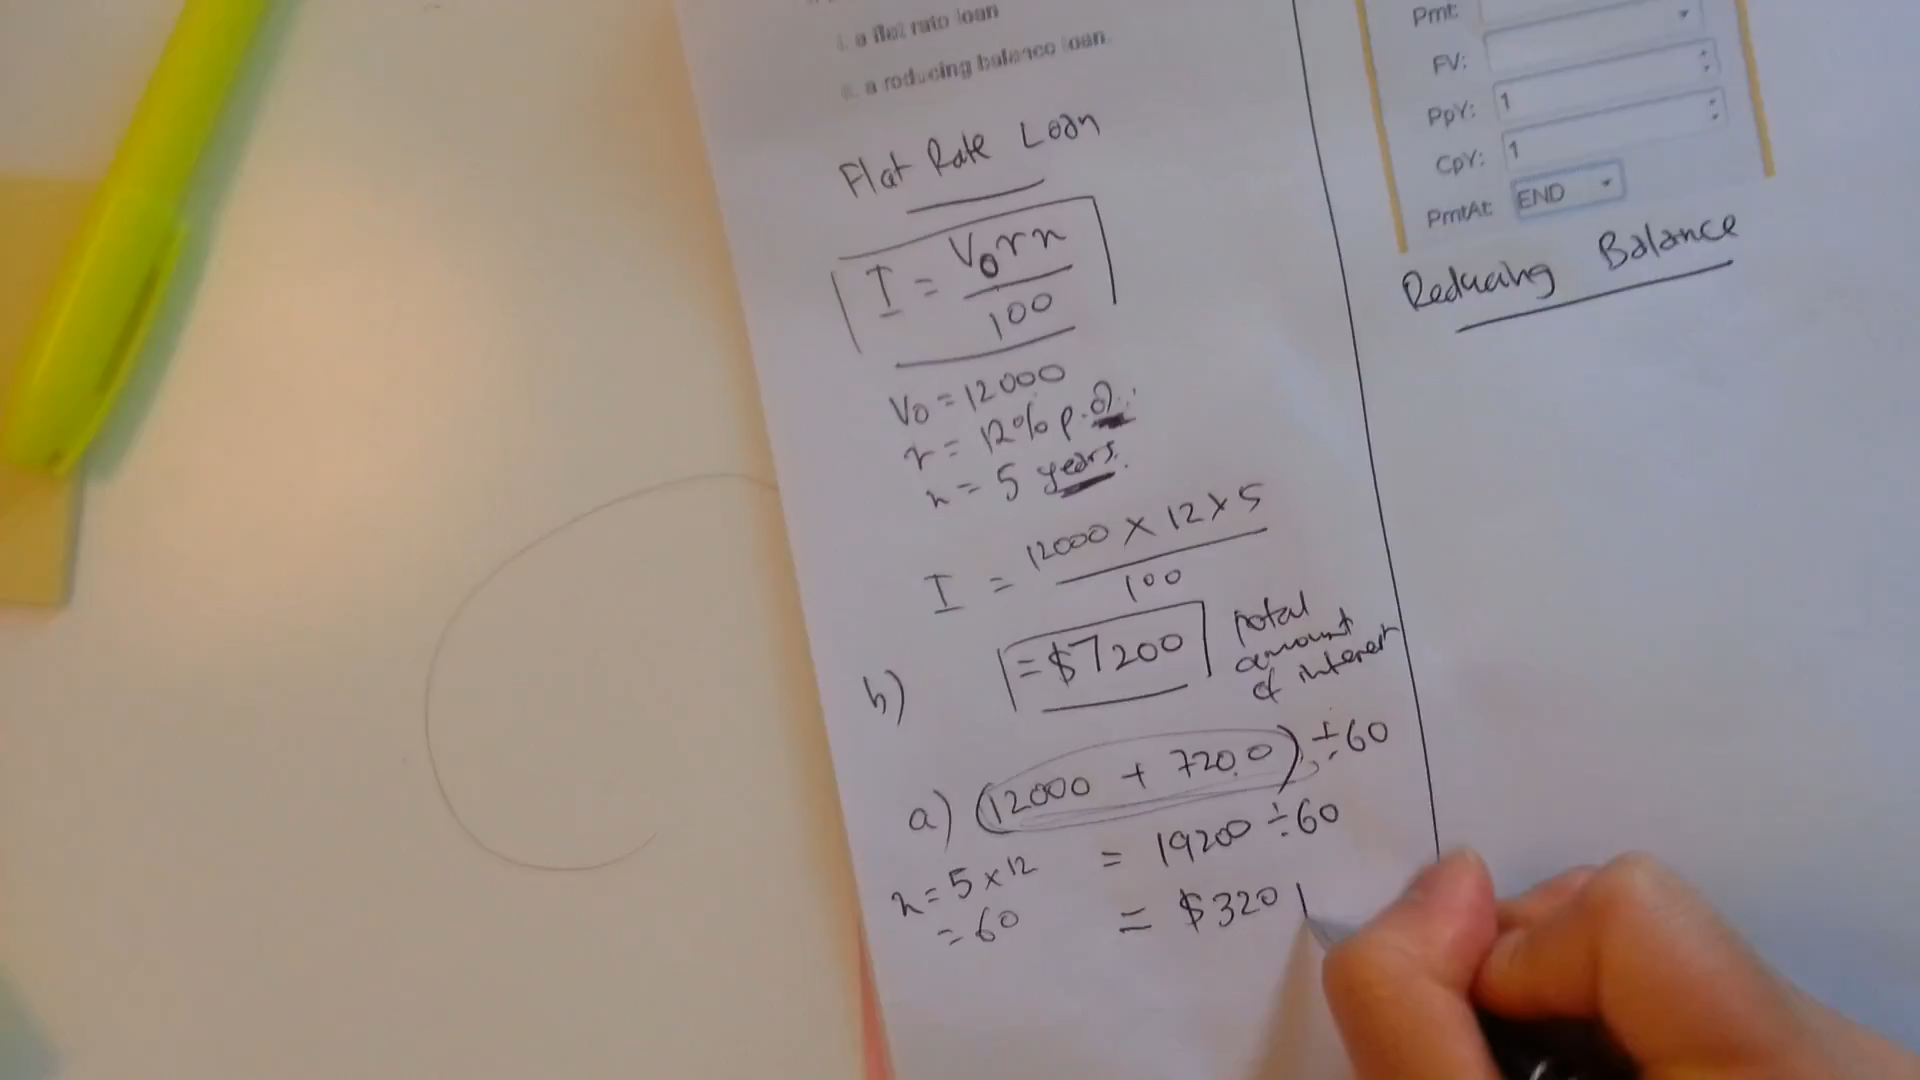 a flat rate loan
a reducing balance loan.
Flat Rate Loan
I = V₀rn
100
V₀ = 12000
r = 12% p.a.
n = 5 years.
I = 12000 × 12 × 5
100
b) = $7200 total
amount
of interest
a) (12000 + 7200) ÷ 60
n = 5 × 12 = 19200 ÷ 60
= 60 = $320
Pmt:
FV:
PpY: 1
CpY: 1
PmtAt: END
Reducing Balance